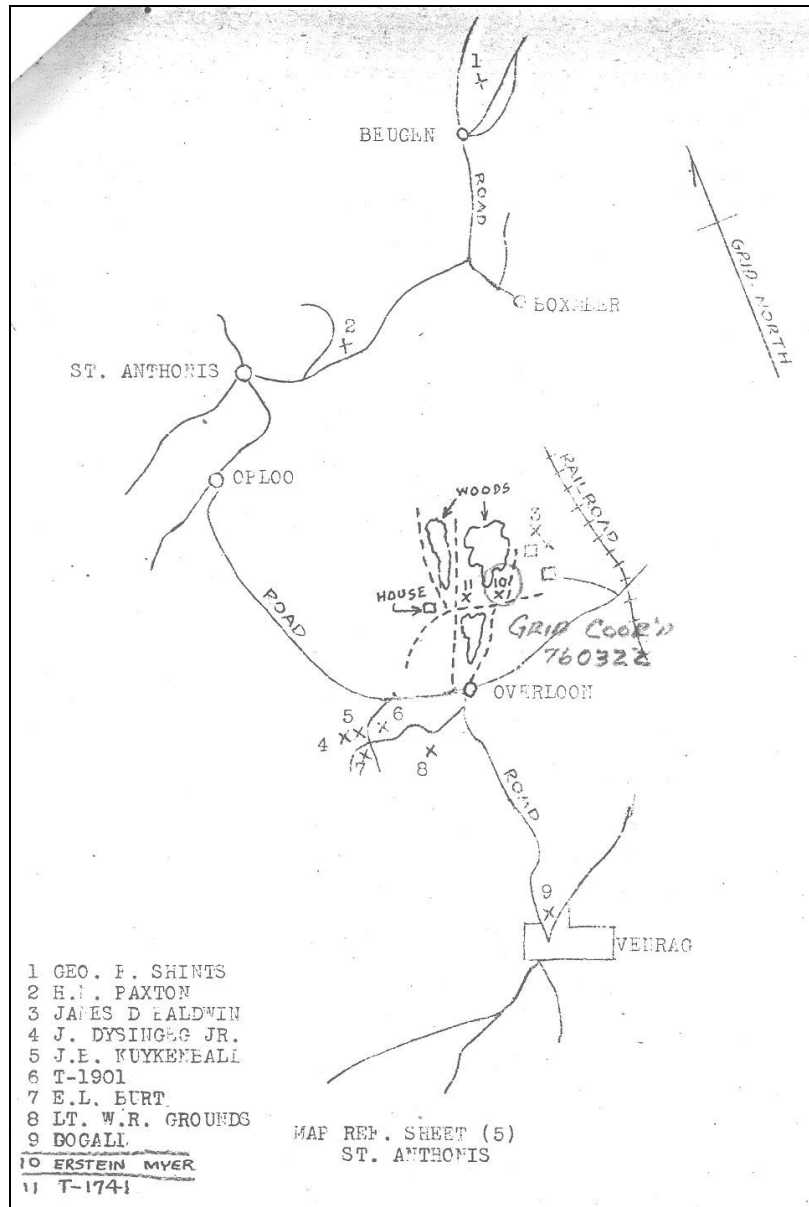 1
BEUGEN
ROAD
GRID NORTH
BOXMEER
2
ST. ANTHONIS
OPLOO
RAILROAD
WOODS
3
11
10
HOUSE
ROAD
GRID COOR'D
760322
OVERLOON
5
6
4
7
8
ROAD
9
VENRAG
1 GEO. P. SHINTS
2 H. PAXTON
3 JAMES D BALDWIN
4 J. DYSINGEG JR.
5 J.E. KUYKENBALL
6 T-1901
7 E.L. BURT
8 LT. W.R. GROUNDS
9 BOGALL
10 ERSTEIN MYER
11 T-1741
MAP REF. SHEET (5)
ST. ANTHONIS